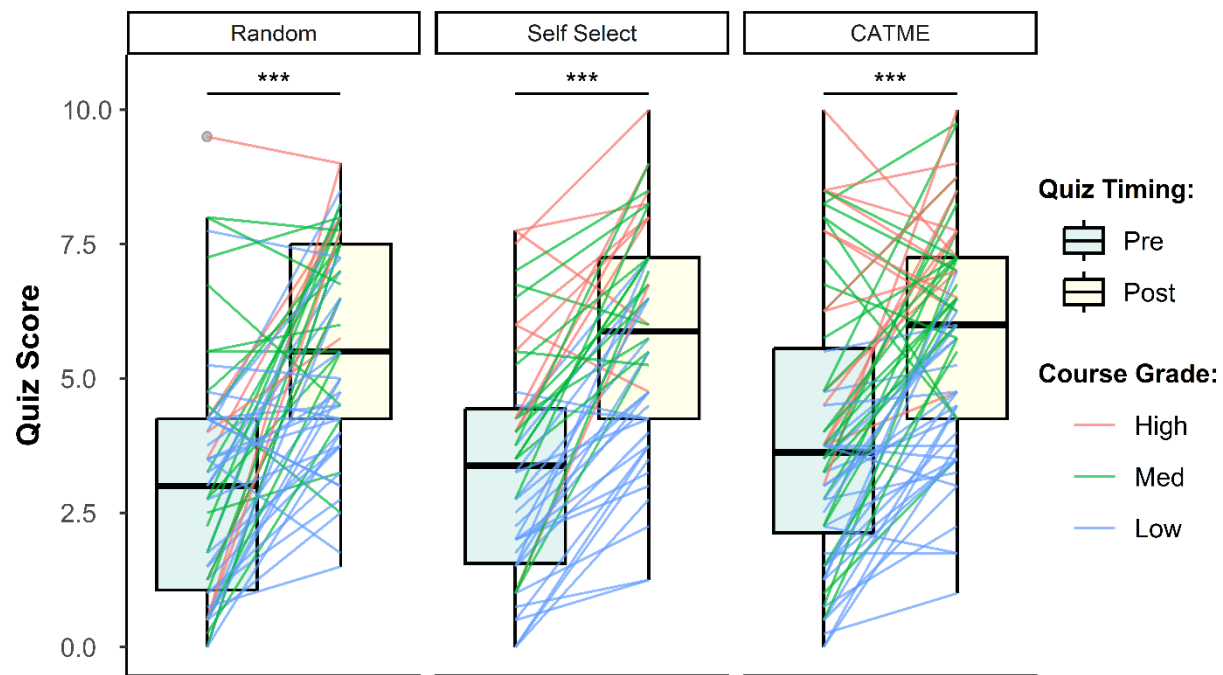 Random
Self Select
CATME
***
***
***
Quiz Score
10.0
7.5
5.0
2.5
0.0
Quiz Timing:
Pre
Post
Course Grade:
High
Med
Low